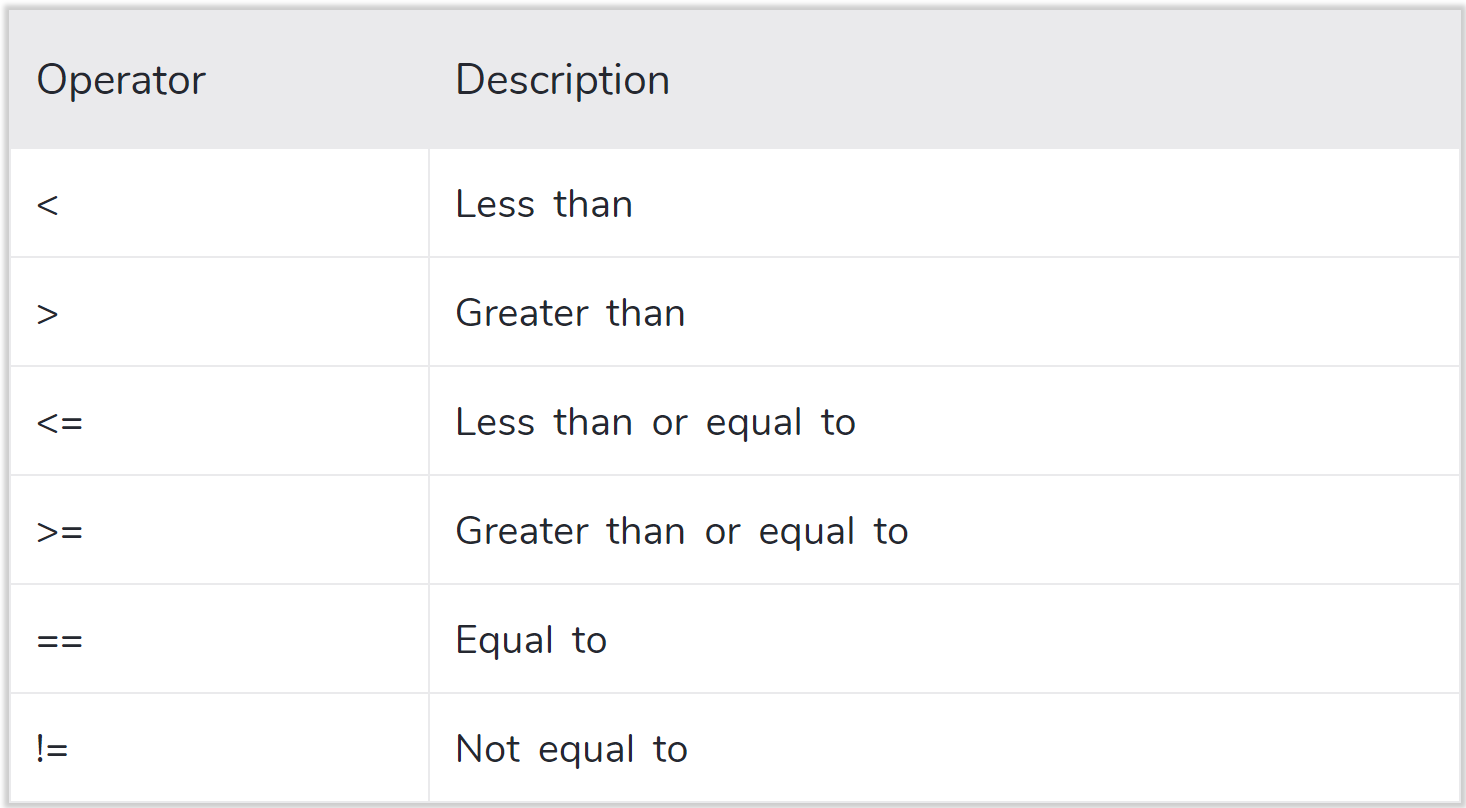 Operator Description
< Less than
> Greater than
<= Less than or equal to
>= Greater than or equal to
== Equal to
!= Not equal to